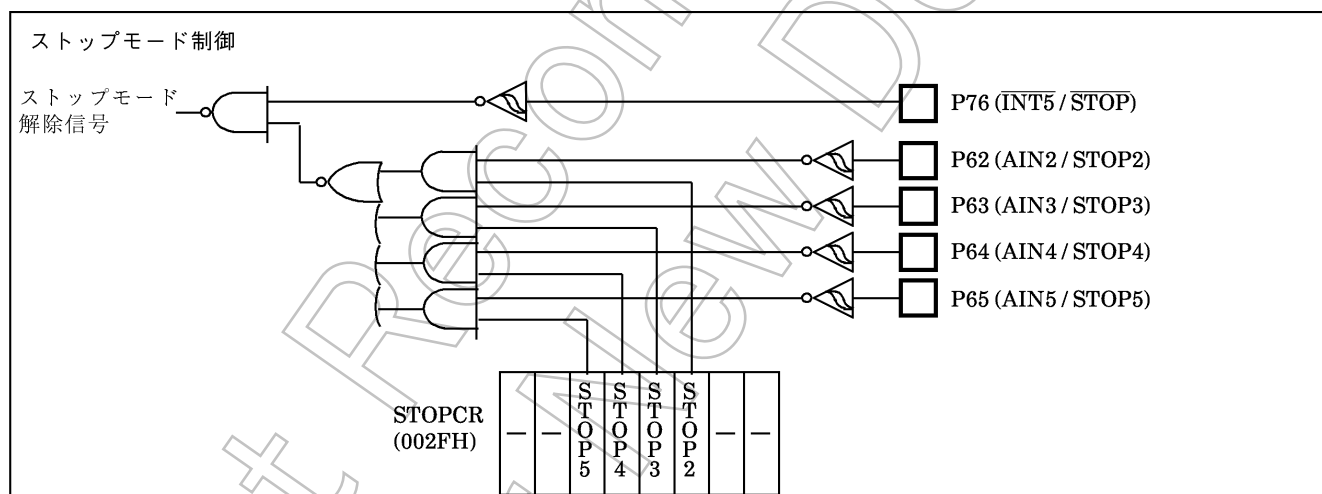 ストップモード制御
ストップモード
解除信号
P76 (INT5 / STOP)
P62 (AIN2 / STOP2)
P63 (AIN3 / STOP3)
P64 (AIN4 / STOP4)
P65 (AIN5 / STOP5)
STOPCR
(002FH)
—
—
STOP5
STOP4
STOP3
STOP2
—
—